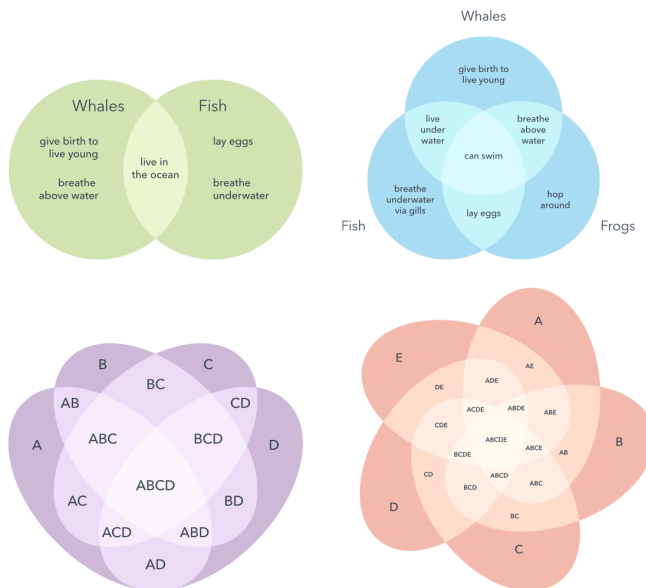 Whales
Fish
give birth to
live young
breathe
above water
live in
the ocean
lay eggs
breathe
underwater
Whales
give birth to
live young
live
under
water
breathe
above
water
can swim
breathe
underwater
via gills
lay eggs
hop
around
Fish
Frogs
B
C
BC
AB
CD
A
ABC
BCD
D
ABCD
AC
BD
ACD
ABD
AD
A
E
AE
DE
ADE
ACDE
ABDE
ABE
CDE
ABCDE
B
BCDE
ABCE
AB
CD
ABCD
BCD
ABC
D
BC
C